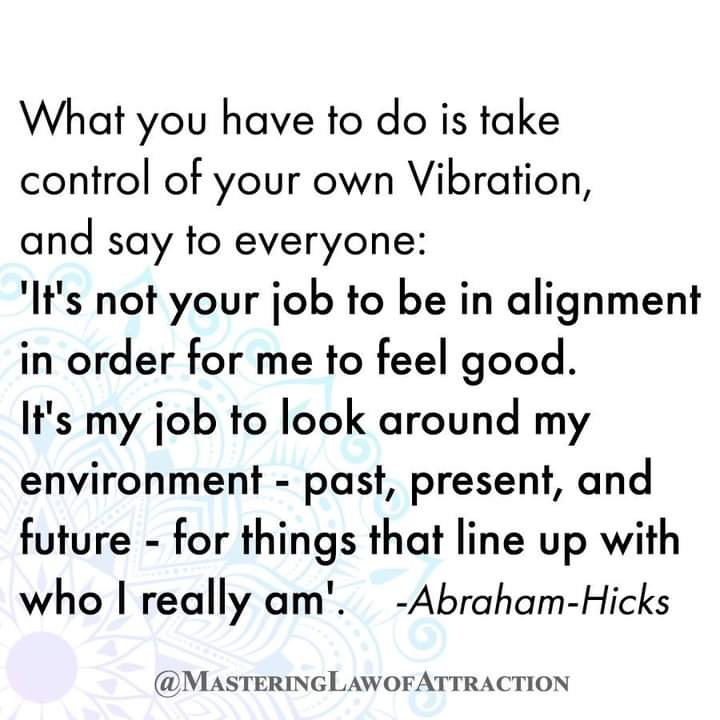 What you have to do is take
control of your own Vibration,
and say to everyone:
'It's not your job to be in alignment
in order for me to feel good.
It's my job to look around my
environment - past, present, and
future - for things that line up with
who I really am'. -Abraham-Hicks
@MasteringLawofAttraction